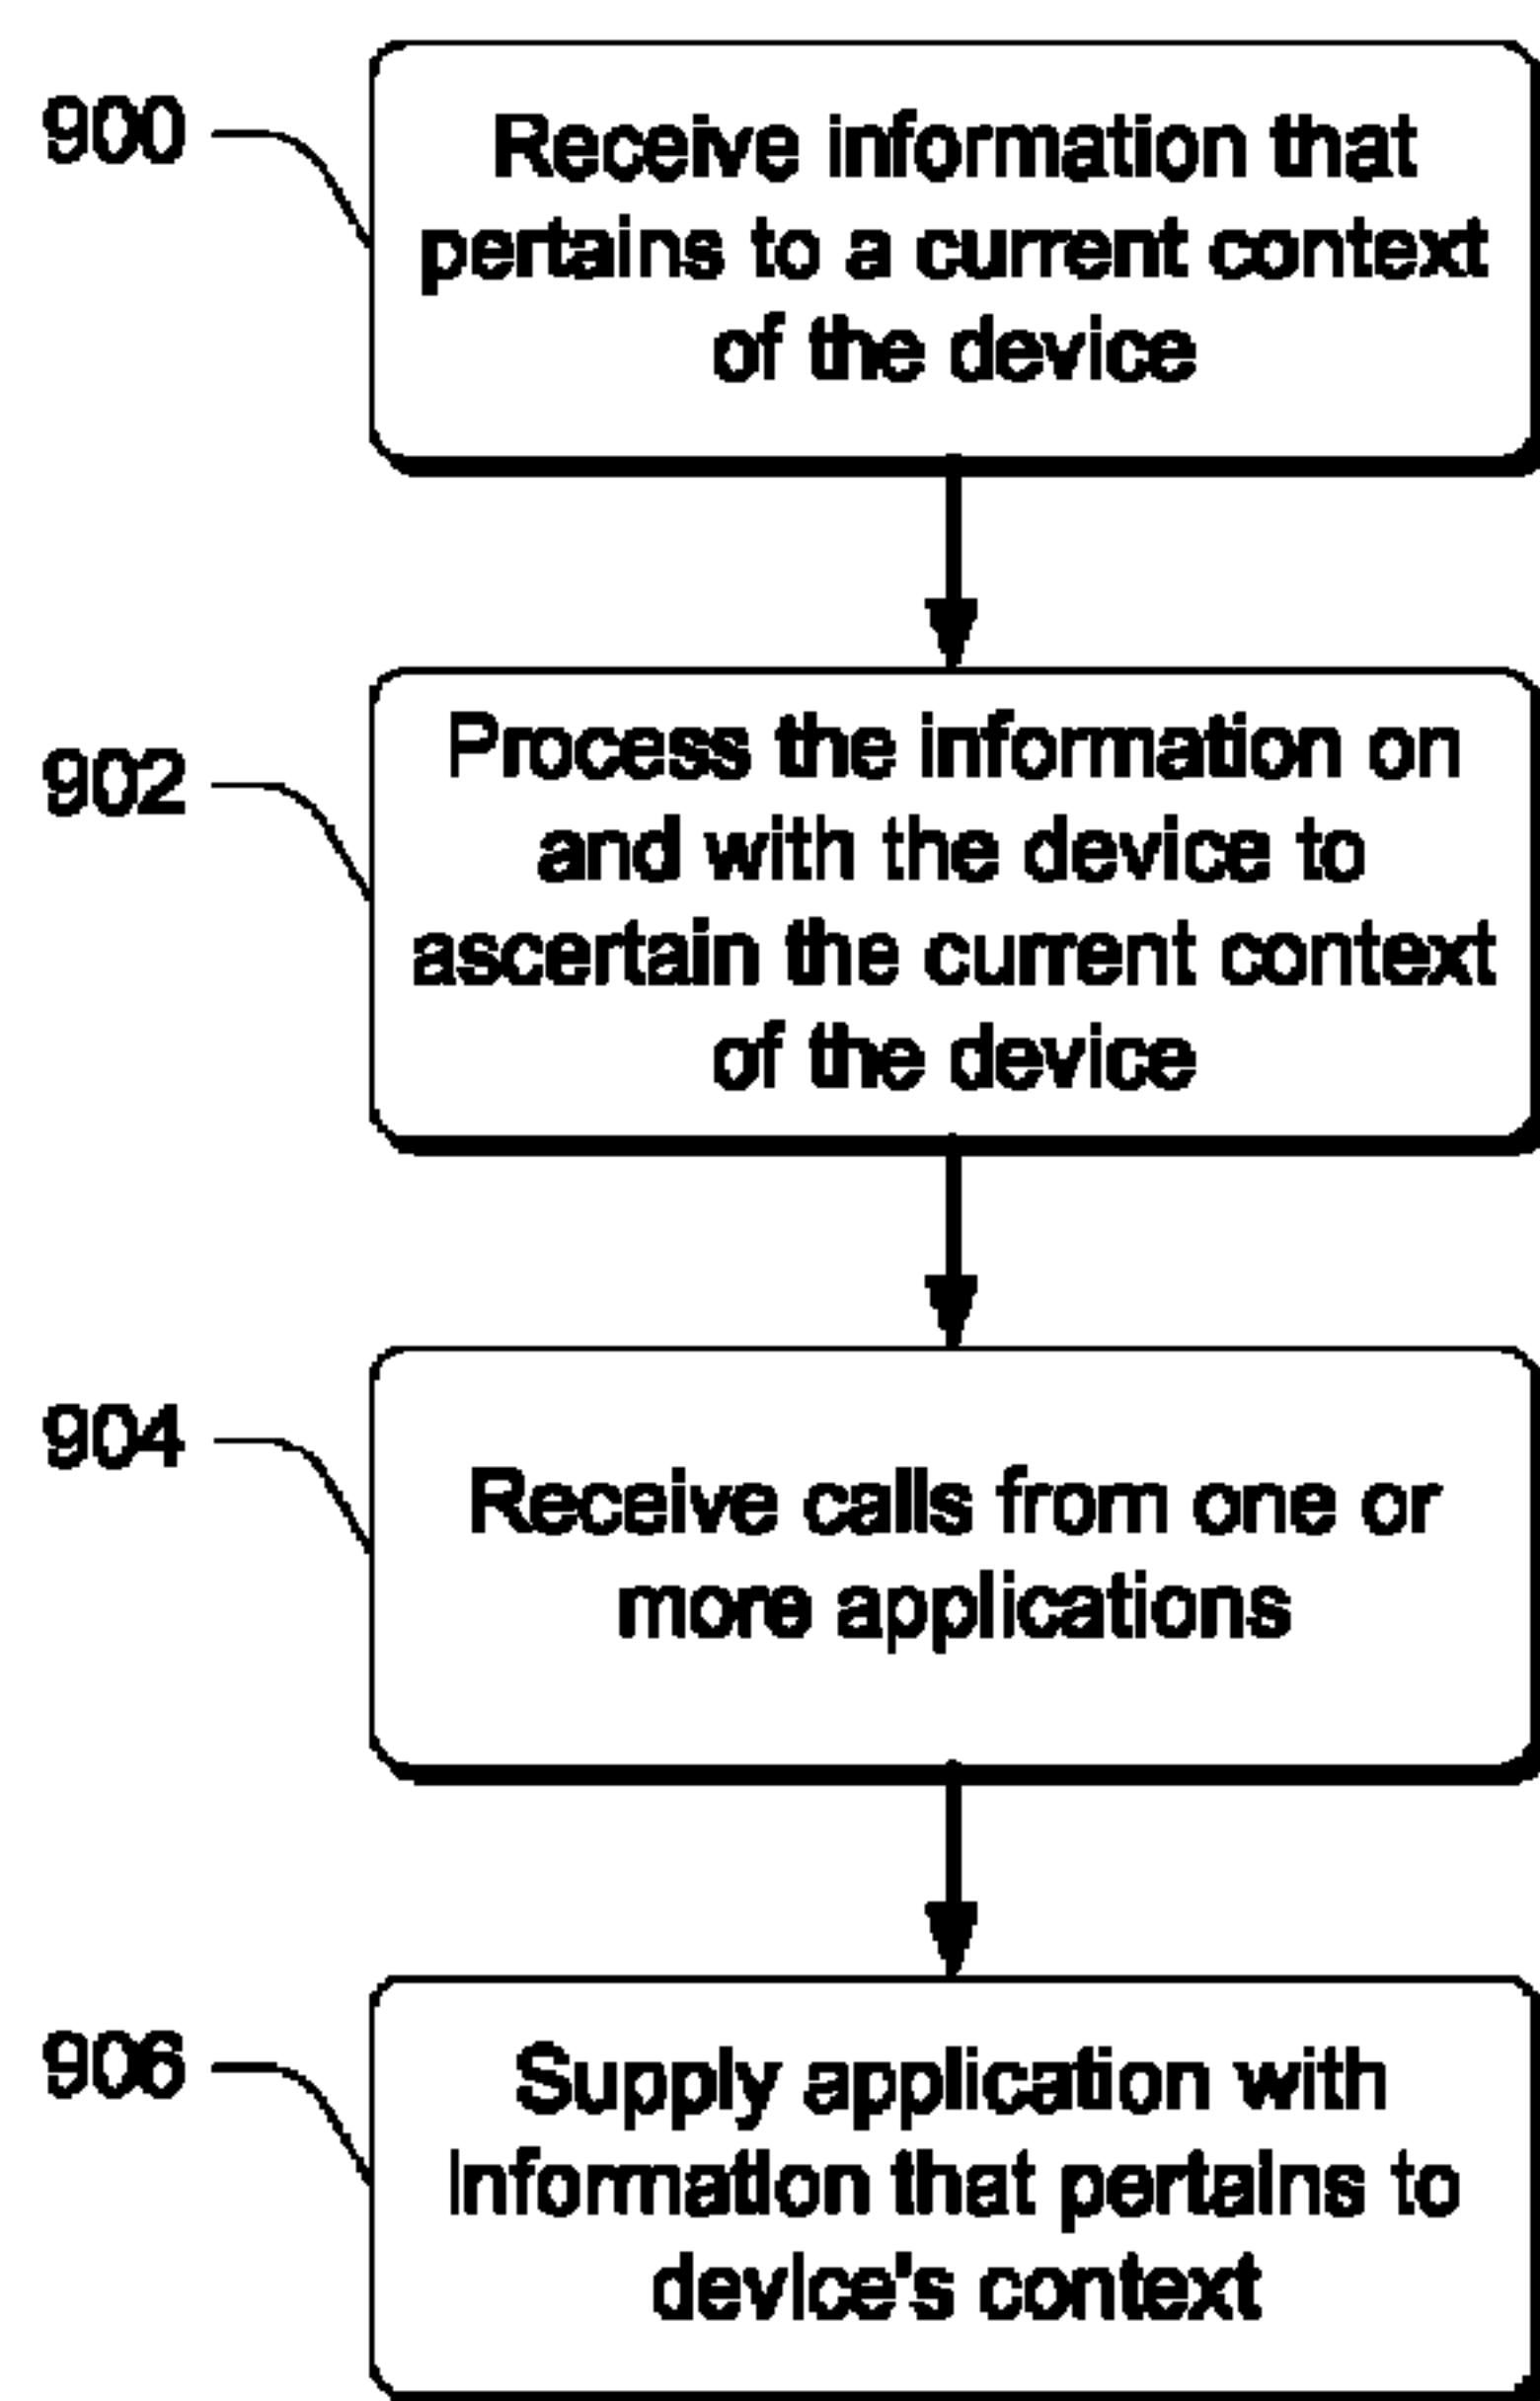 900
Receive information that
pertains to a current context
of the device
902
Process the information on
and with the device to
ascertain the current context
of the device
904
Receive calls from one or
more applications
906
Supply application with
Information that pertains to
device's context